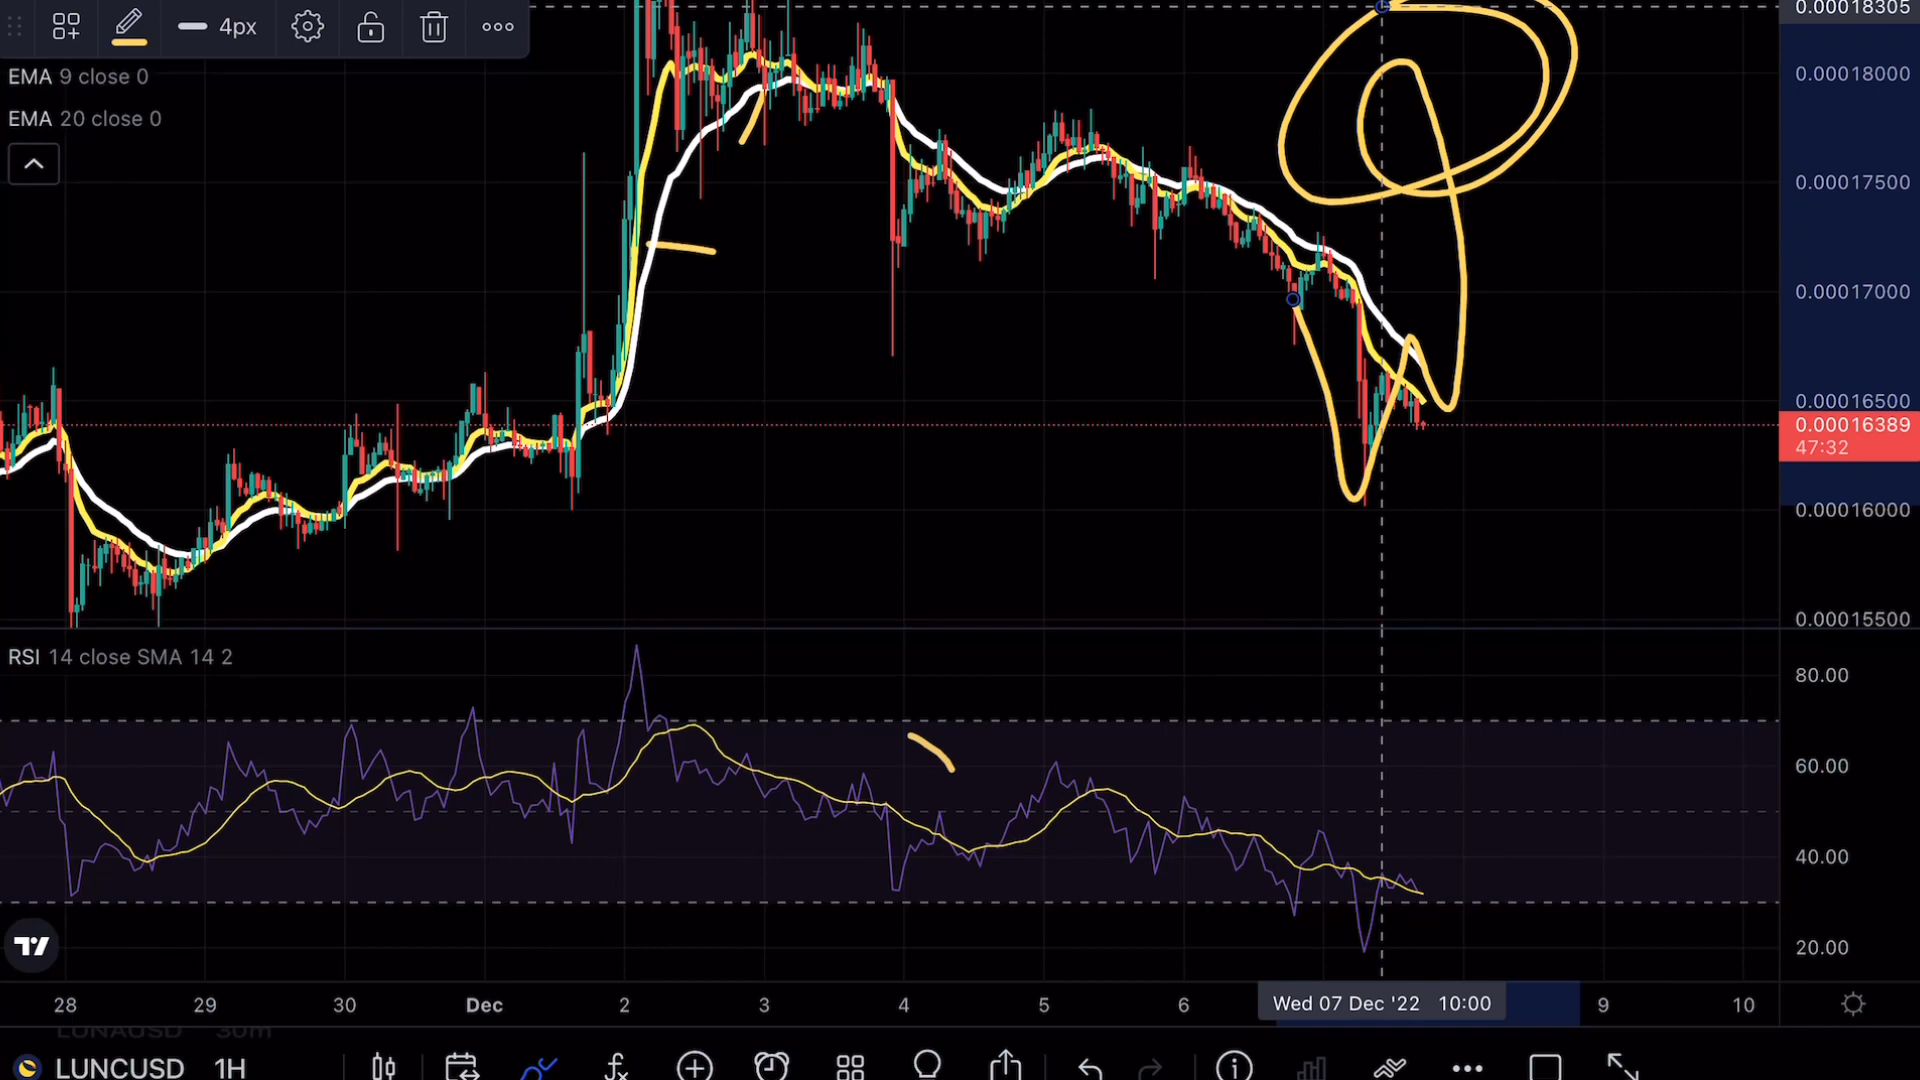 4px
0.00018305
EMA 9 close 0
0.00018000
EMA 20 close 0
0.00017500
0.00017000
0.00016500
0.00016389
47:32
0.00016000
0.00015500
RSI 14 close SMA 14 2
80.00
60.00
40.00
20.00
28 29 30 Dec 2 3 4 5 6 Wed 07 Dec '22 10:00 9 10
LUNAUSD 30m
LUNCUSD 1H